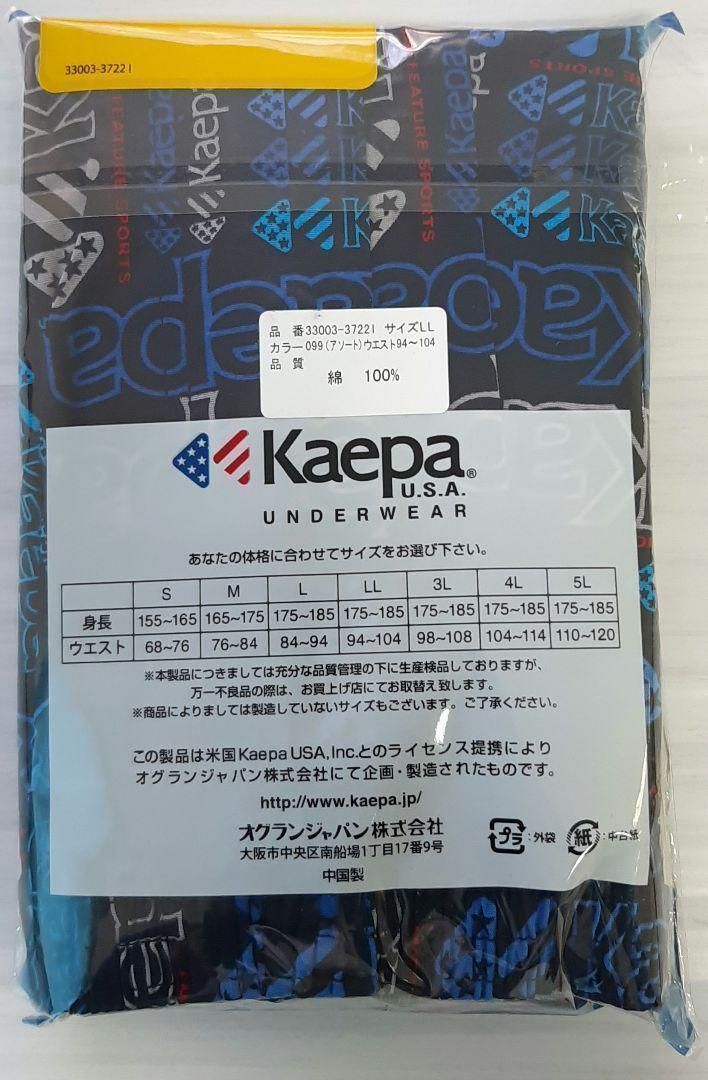 33003-37221
Kaepa
Kaepa
FEATURE SPORTS
FEATURE SPORTS
品 番33003-37221 サイズLL
カラー099(アソート)ウエスト94～104
品 質
綿 100%
Kaepa®
U.S.A.
UNDERWEAR
あなたの体格に合わせてサイズをお選び下さい。
S M L LL 3L 4L 5L
身長 155~165 165~175 175~185 175~185 175~185 175~185 175~185
ウエスト 68~76 76~84 84~94 94~104 98~108 104~114 110~120
※本製品につきましては充分な品質管理の下に生産検品しておりますが、
万一不良品の際は、お買上げ店にてお取替え致します。
※商品によりましては製造していないサイズもございます。ご了承ください。
この製品は米国Kaepa USA, Inc.とのライセンス提携により
オグランジャパン株式会社にて企画・製造されたものです。
http://www.kaepa.jp/
オグランジャパン株式会社
大阪市中央区南船場1丁目17番9号
中国製
プラ:外袋 紙:中台紙